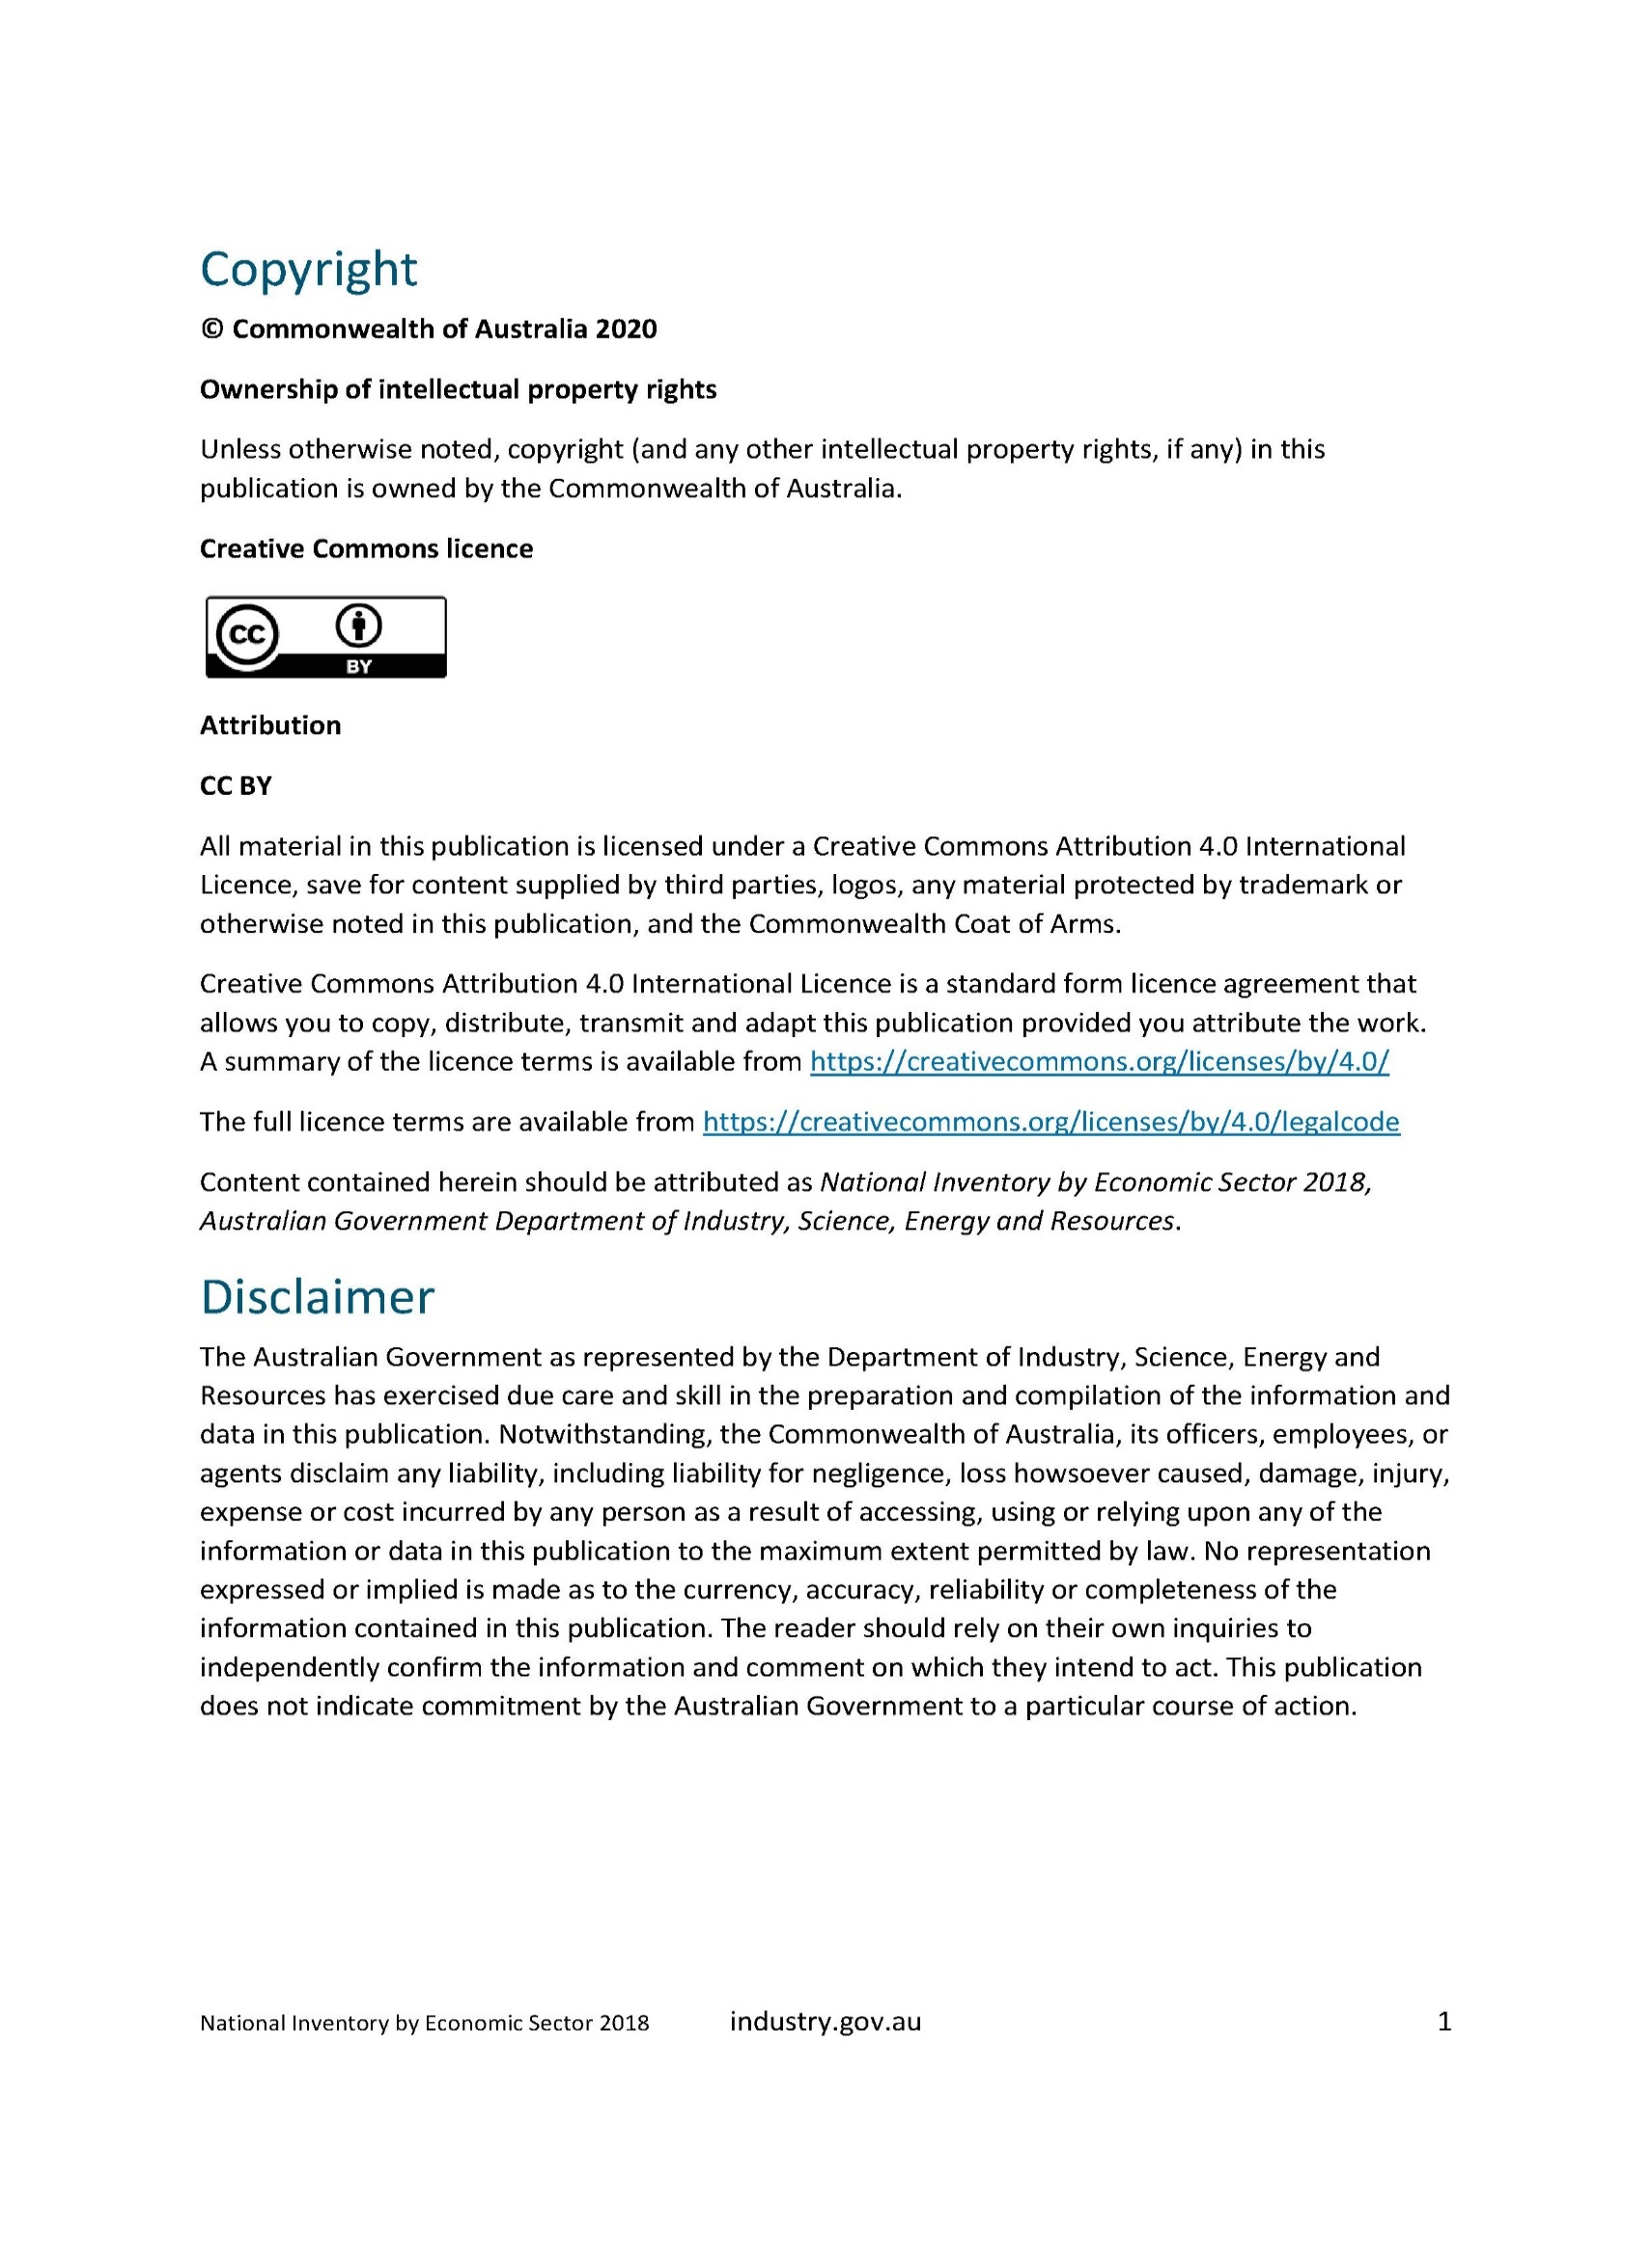 Copyright
© Commonwealth of Australia 2020
Ownership of intellectual property rights
Unless otherwise noted, copyright (and any other intellectual property rights, if any) in this
publication is owned by the Commonwealth of Australia.
Creative Commons licence
cc
BY
Attribution
CC BY
All material in this publication is licensed under a Creative Commons Attribution 4.0 International
Licence, save for content supplied by third parties, logos, any material protected by trademark or
otherwise noted in this publication, and the Commonwealth Coat of Arms.
Creative Commons Attribution 4.0 International Licence is a standard form licence agreement that
allows you to copy, distribute, transmit and adapt this publication provided you attribute the work.
A summary of the licence terms is available from https://creativecommons.org/licenses/by/4.0/
The full licence terms are available from https://creativecommons.org/licenses/by/4.0/legalcode
Content contained herein should be attributed as National Inventory by Economic Sector 2018,
Australian Government Department of Industry, Science, Energy and Resources.
Disclaimer
The Australian Government as represented by the Department of Industry, Science, Energy and
Resources has exercised due care and skill in the preparation and compilation of the information and
data in this publication. Notwithstanding, the Commonwealth of Australia, its officers, employees, or
agents disclaim any liability, including liability for negligence, loss howsoever caused, damage, injury,
expense or cost incurred by any person as a result of accessing, using or relying upon any of the
information or data in this publication to the maximum extent permitted by law. No representation
expressed or implied is made as to the currency, accuracy, reliability or completeness of the
information contained in this publication. The reader should rely on their own inquiries to
independently confirm the information and comment on which they intend to act. This publication
does not indicate commitment by the Australian Government to a particular course of action.
National Inventory by Economic Sector 2018 industry.gov.au 1